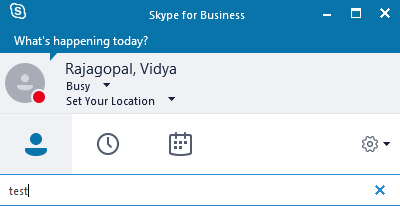 Skype for Business
What's happening today?
Rajagopal, Vidya
Busy
Set Your Location
test